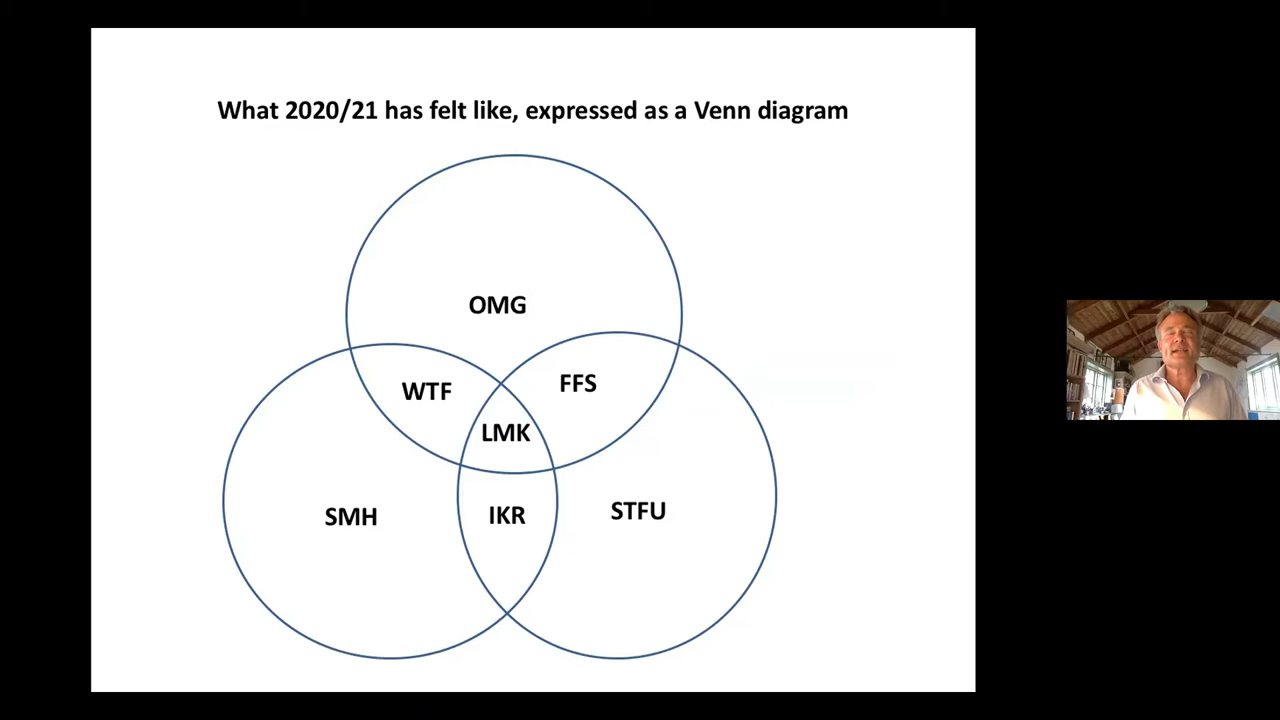 What 2020/21 has felt like, expressed as a Venn diagram
OMG
WTF
FFS
LMK
SMH
IKR
STFU